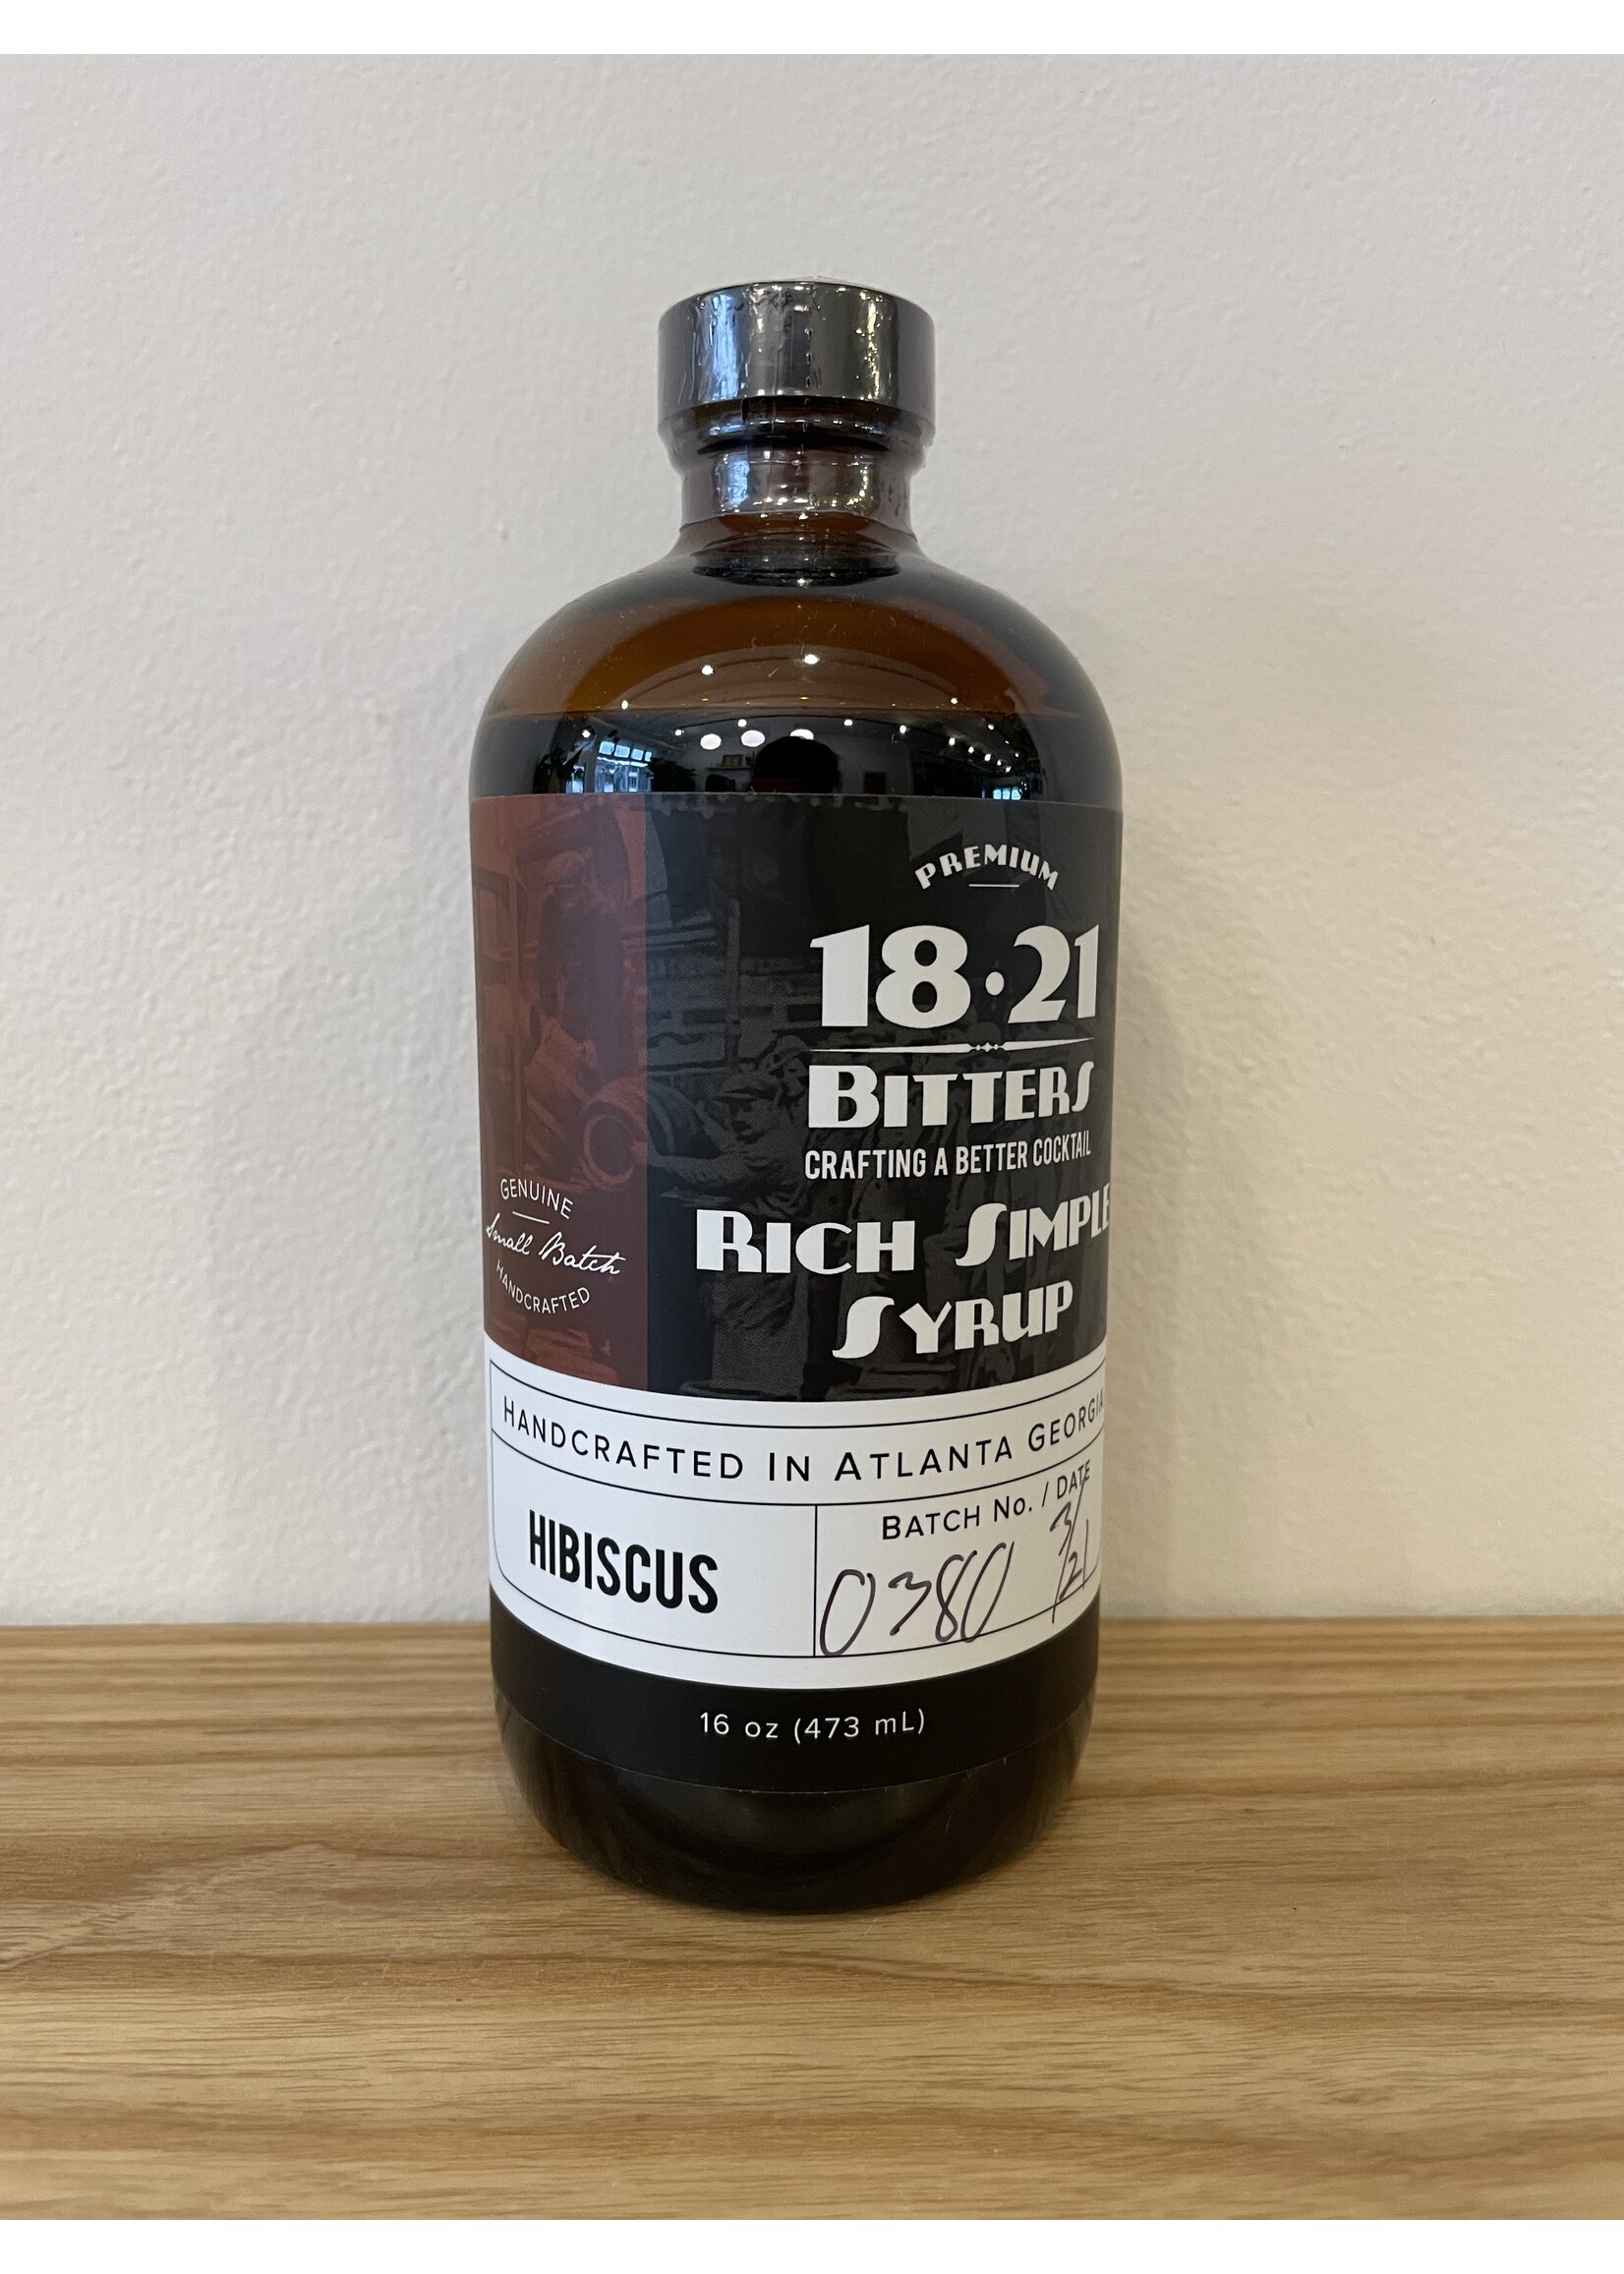 PREMIUM
18·21
BITTERS
CRAFTING A BETTER COCKTAIL
RICH SIMPLE
SYRUP
GENUINE
Small Batch
HANDCRAFTED
HANDCRAFTED IN ATLANTA GEORGIA
HIBISCUS
BATCH No. / DATE
0380 3/21
16 oz (473 mL)